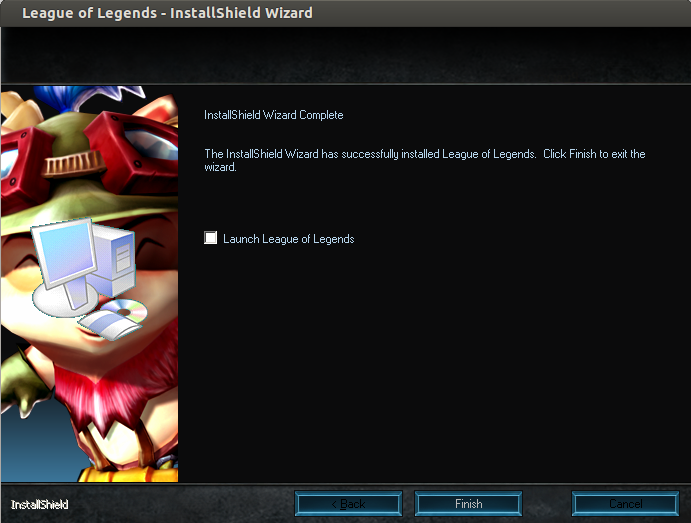 League of Legends - InstallShield Wizard
InstallShield Wizard Complete
The InstallShield Wizard has successfully installed League of Legends.  Click Finish to exit the
wizard.
Launch League of Legends
InstallShield
< Back
Finish
Cancel